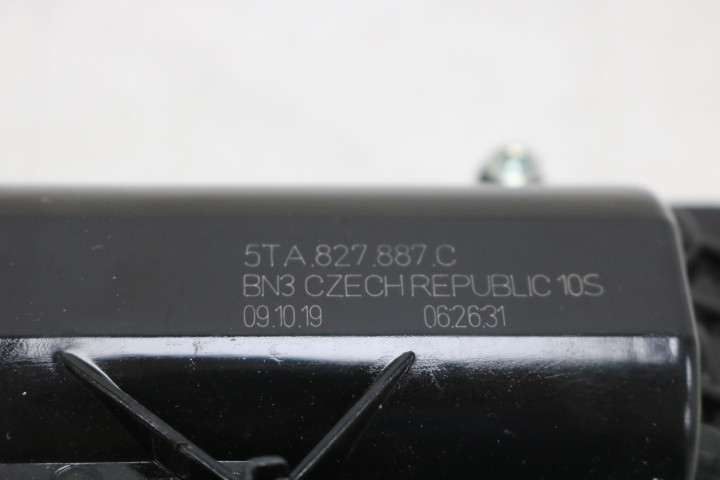 5TA.827.887.C
BN3 CZECH REPUBLIC 10S
09.10.19 06:26:31